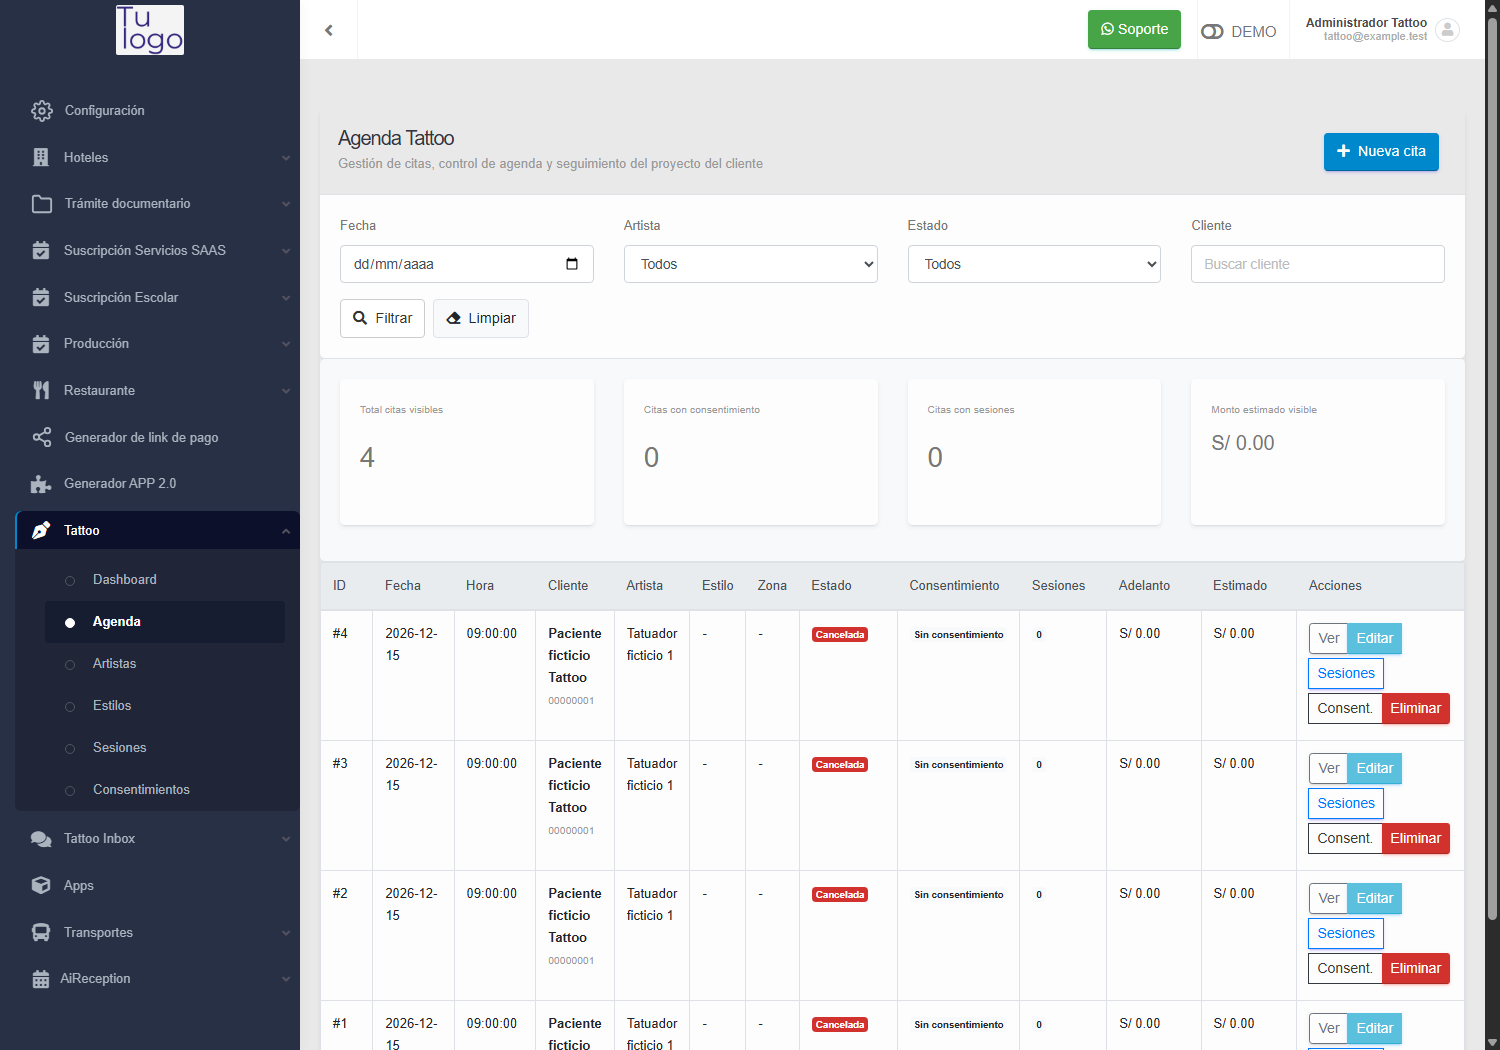 Tu
logo
Soporte
DEMO
Administrador Tattoo
tattoo@example.test
Configuración
Hoteles
Trámite documentario
Suscripción Servicios SAAS
Suscripción Escolar
Producción
Restaurante
Generador de link de pago
Generador APP 2.0
Tattoo
Dashboard
Agenda
Artistas
Estilos
Sesiones
Consentimientos
Tattoo Inbox
Apps
Transportes
AiReception
Agenda Tattoo
Gestión de citas, control de agenda y seguimiento del proyecto del cliente
Nueva cita
Fecha Artista Estado Cliente
dd/mm/aaaa Todos Todos Buscar cliente
Filtrar Limpiar
Total citas visibles Citas con consentimiento Citas con sesiones Monto estimado visible
4 0 0 S/ 0.00
ID Fecha Hora Cliente Artista Estilo Zona Estado Consentimiento Sesiones Adelanto Estimado Acciones
#4 2026-12- 09:00:00 Paciente Tatuador - - Cancelada Sin consentimiento 0 S/ 0.00 S/ 0.00 Ver Editar
15 ficticio ficticio 1
Tattoo Sesiones
00000001 Consent. Eliminar
#3 2026-12- 09:00:00 Paciente Tatuador - - Cancelada Sin consentimiento 0 S/ 0.00 S/ 0.00 Ver Editar
15 ficticio ficticio 1
Tattoo Sesiones
00000001 Consent. Eliminar
#2 2026-12- 09:00:00 Paciente Tatuador - - Cancelada Sin consentimiento 0 S/ 0.00 S/ 0.00 Ver Editar
15 ficticio ficticio 1
Tattoo Sesiones
00000001 Consent. Eliminar
#1 2026-12- 09:00:00 Paciente Tatuador - - Cancelada Sin consentimiento 0 S/ 0.00 S/ 0.00 Ver Editar
15 ficticio ficticio 1